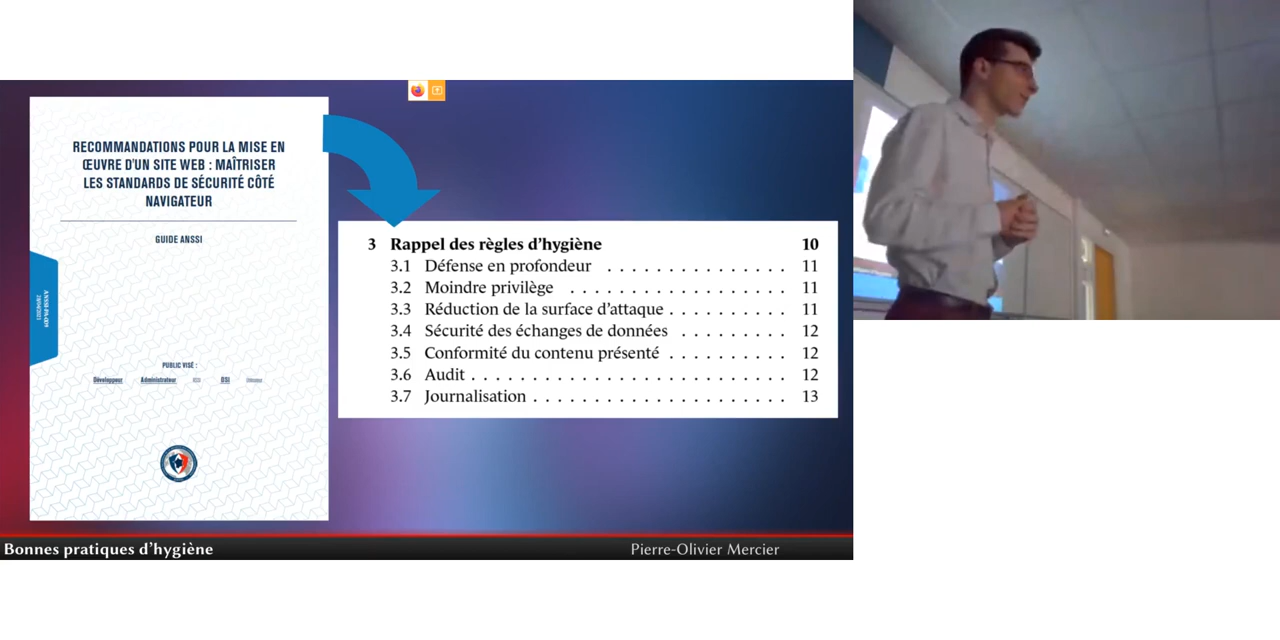 RECOMMANDATIONS POUR LA MISE EN
ŒUVRE D'UN SITE WEB : MAÎTRISER
LES STANDARDS DE SÉCURITÉ CÔTÉ
NAVIGATEUR
GUIDE ANSSI
PUBLIC VISÉ :
Développeur Administrateur RSSI DSI Utilisateur
3 Rappel des règles d'hygiène 10
3.1 Défense en profondeur . . . . . . . . . . . . . . . 11
3.2 Moindre privilège . . . . . . . . . . . . . . . . . . 11
3.3 Réduction de la surface d'attaque . . . . . . . . . . 11
3.4 Sécurité des échanges de données . . . . . . . . . 12
3.5 Conformité du contenu présenté . . . . . . . . . . 12
3.6 Audit . . . . . . . . . . . . . . . . . . . . . . . . . . 12
3.7 Journalisation . . . . . . . . . . . . . . . . . . . . . 13
Bonnes pratiques d'hygiène
Pierre-Olivier Mercier